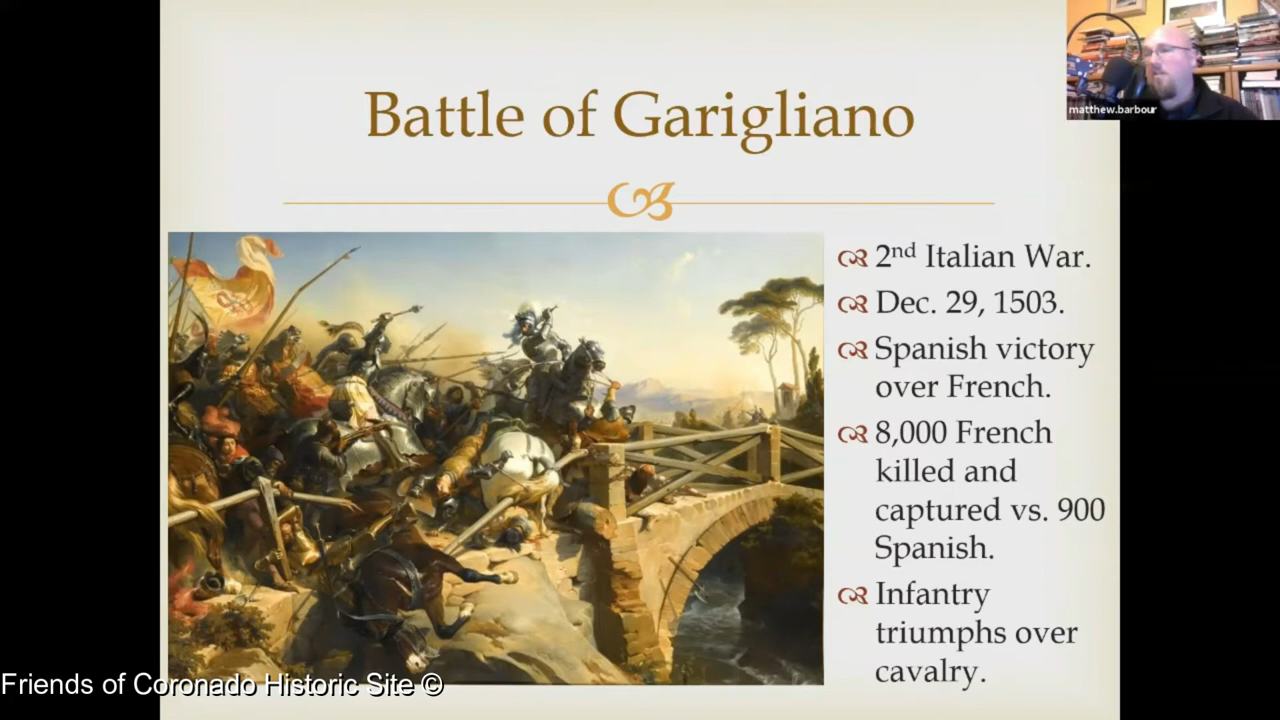 matthew.barbour
Battle of Garigliano
2nd Italian War.
Dec. 29, 1503.
Spanish victory
over French.
8,000 French
killed and
captured vs. 900
Spanish.
Infantry
triumphs over
cavalry.
Friends of Coronado Historic Site ©